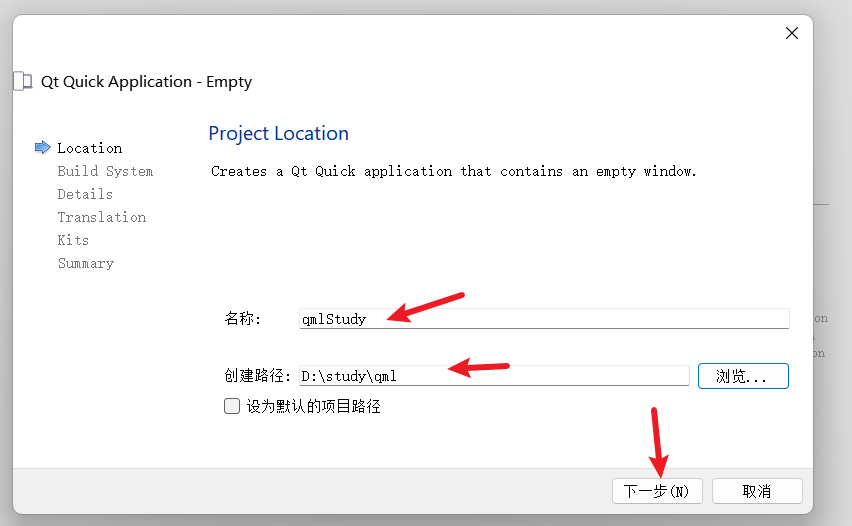 Qt Quick Application - Empty
Location
Build System
Details
Translation
Kits
Summary
Project Location
Creates a Qt Quick application that contains an empty window.
名称: qmlStudy
创建路径: D:\study\qml 浏览...
设为默认的项目路径
下一步(N) 取消
on
on